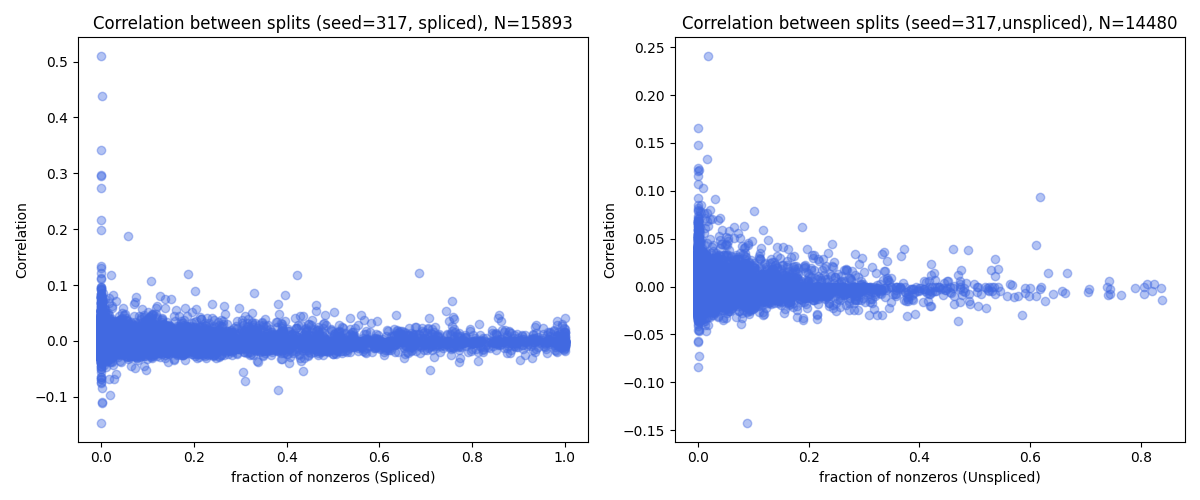 Correlation between splits (seed=317, spliced), N=15893
Correlation
0.5
0.4
0.3
0.2
0.1
0.0
−0.1
0.0 0.2 0.4 0.6 0.8 1.0
fraction of nonzeros (Spliced)
Correlation between splits (seed=317,unspliced), N=14480
Correlation
0.25
0.20
0.15
0.10
0.05
0.00
−0.05
−0.10
−0.15
0.0 0.2 0.4 0.6 0.8
fraction of nonzeros (Unspliced)